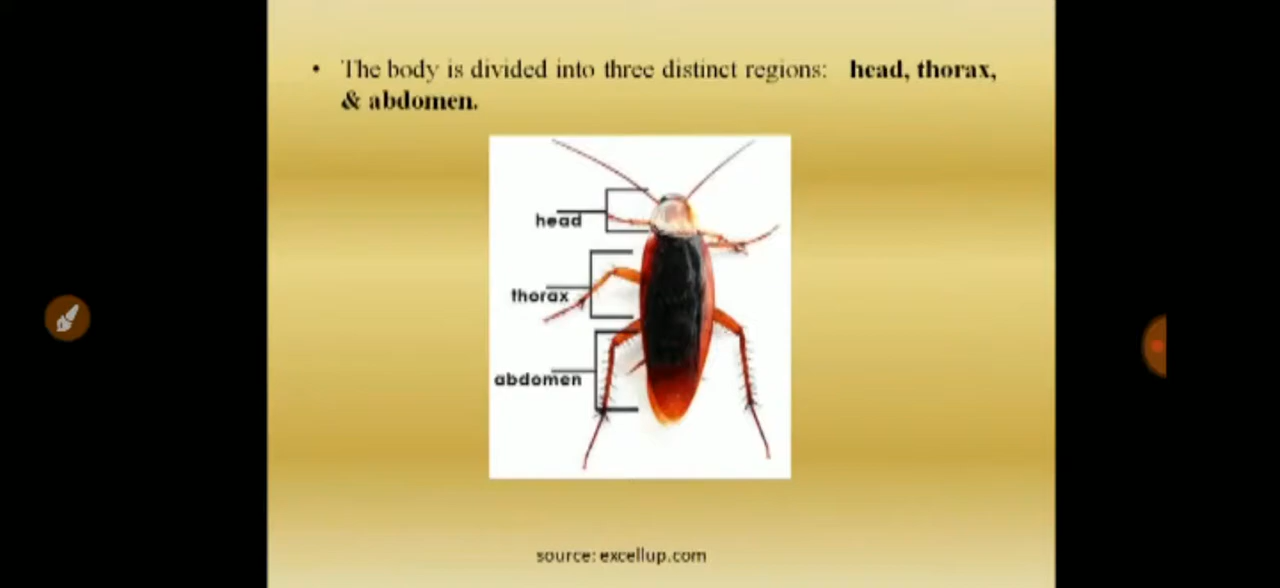 • The body is divided into three distinct regions: head, thorax,
& abdomen.
head
thorax
abdomen
source: excellup.com